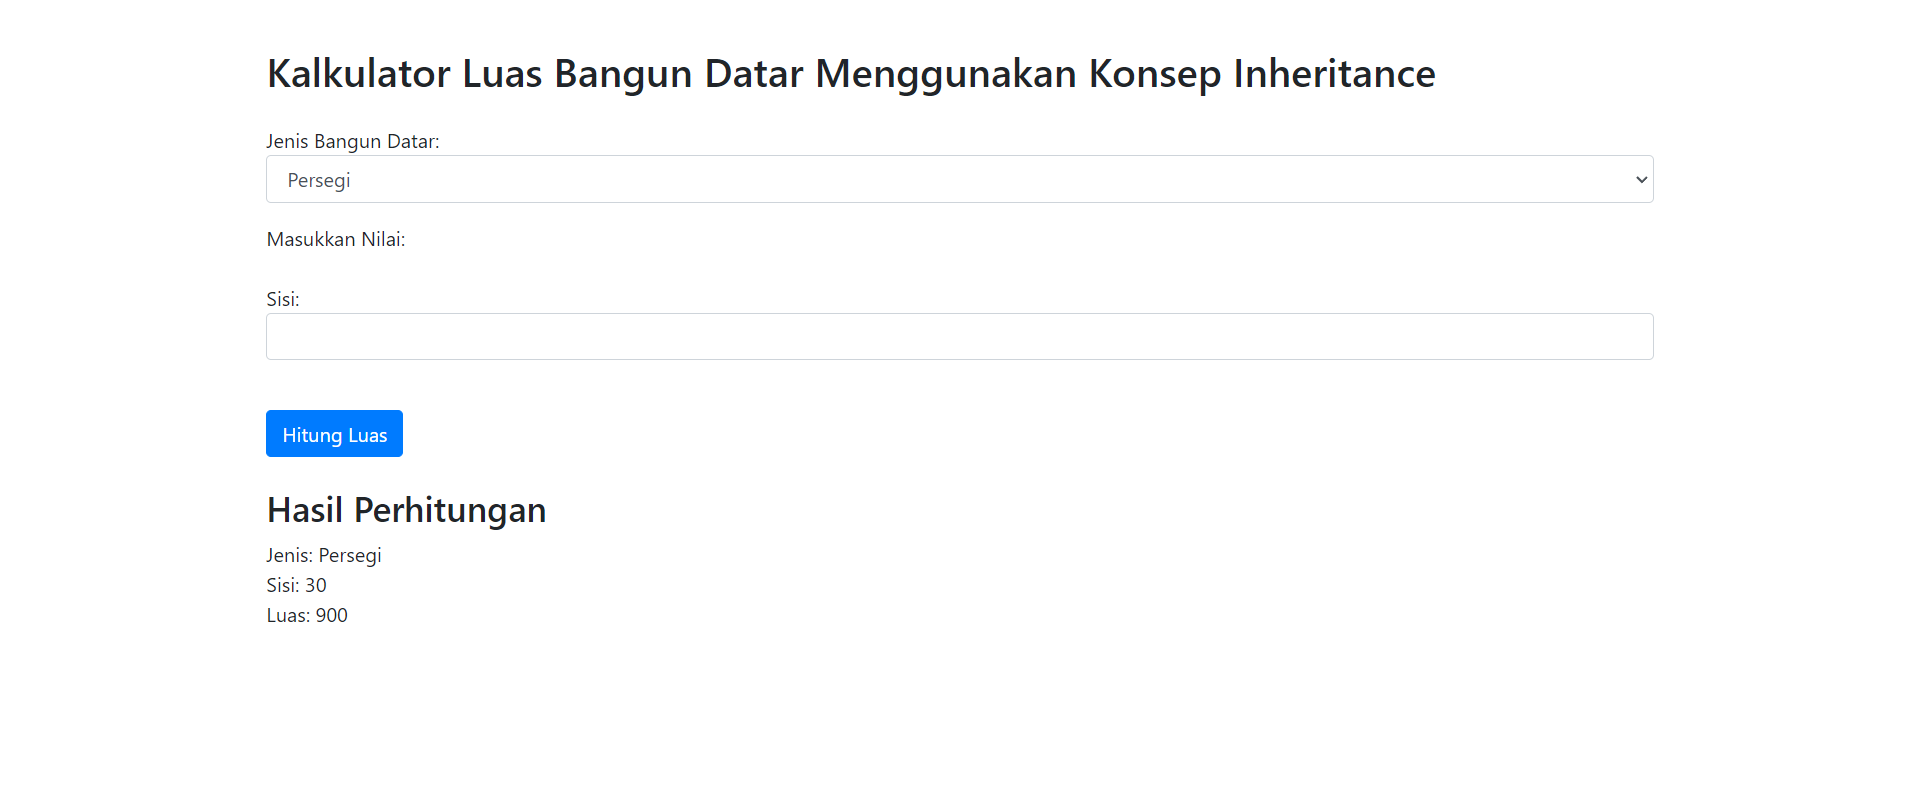 Kalkulator Luas Bangun Datar Menggunakan Konsep Inheritance
Jenis Bangun Datar:
Persegi
Masukkan Nilai:
Sisi:
Hitung Luas
Hasil Perhitungan
Jenis: Persegi
Sisi: 30
Luas: 900